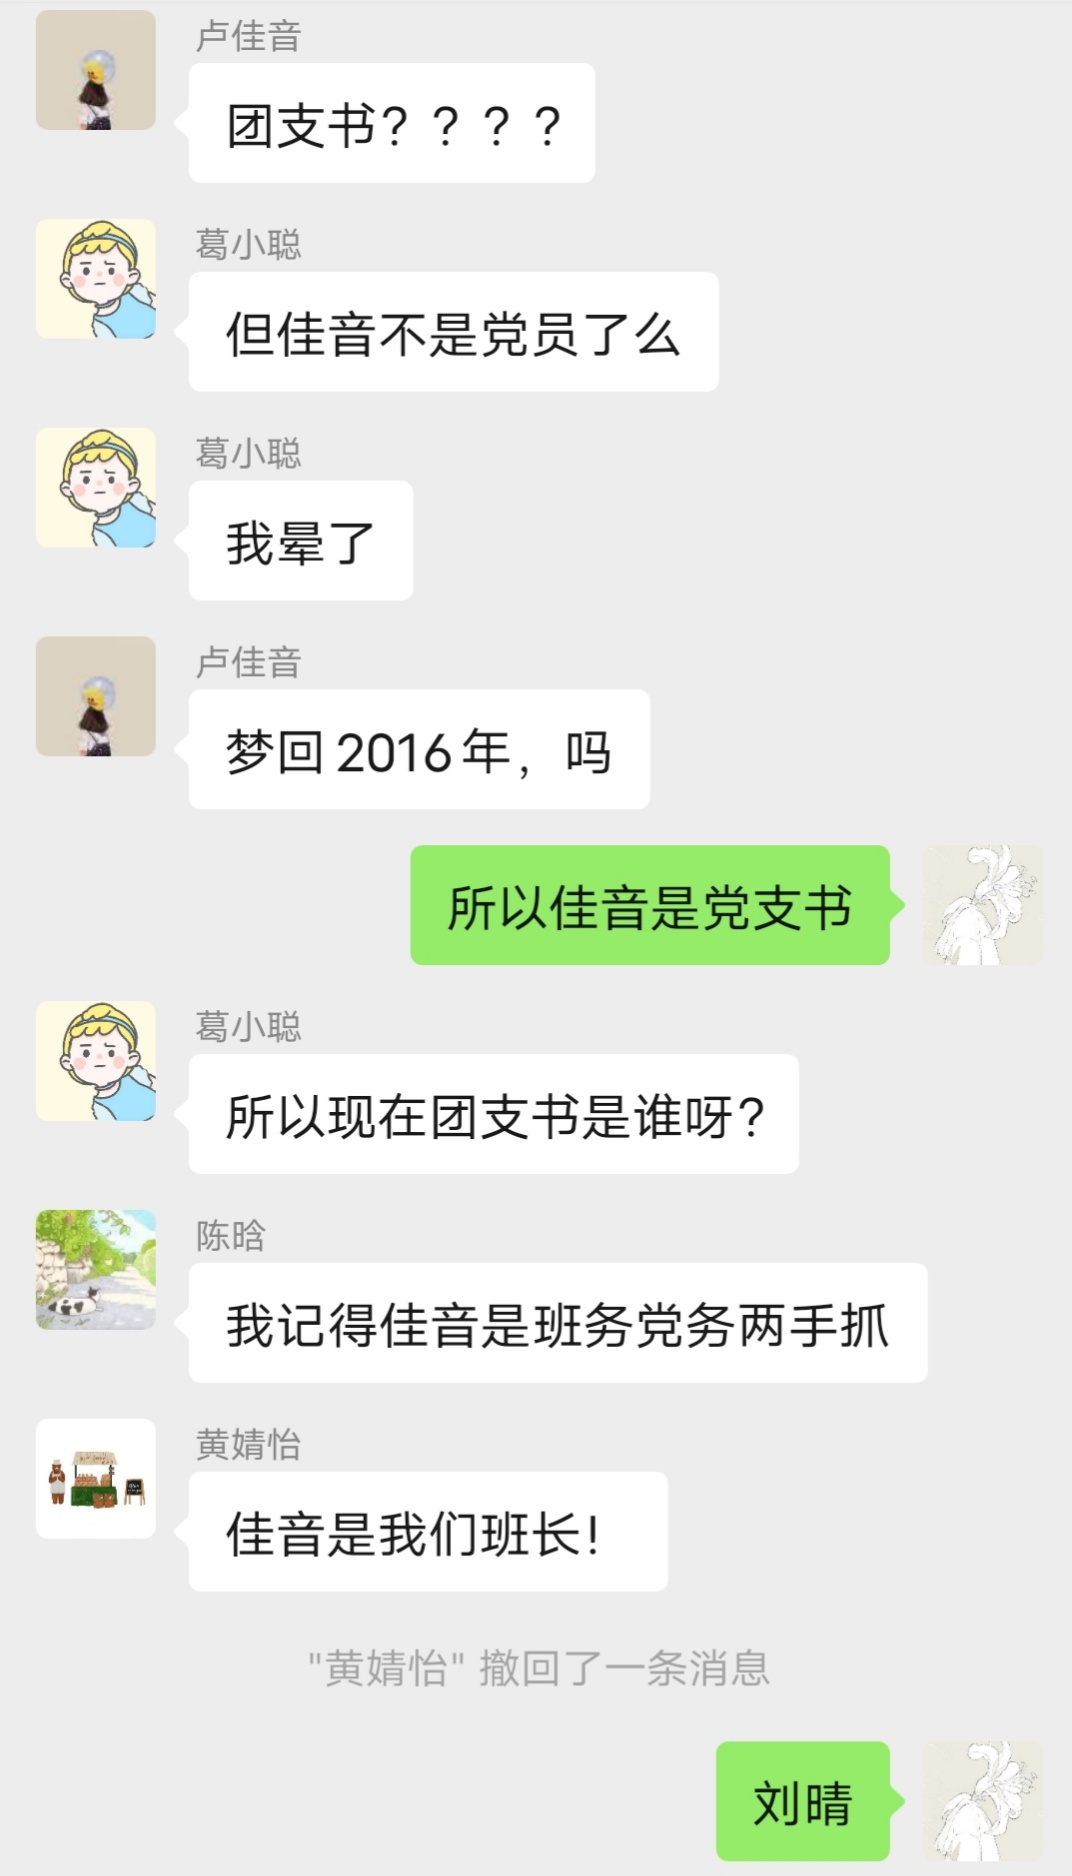 卢佳音
团支书？？？？
葛小聪
但佳音不是党员了么
葛小聪
我晕了
卢佳音
梦回2016年，吗
所以佳音是党支书
葛小聪
所以现在团支书是谁呀？
陈晗
我记得佳音是班务党务两手抓
黄婧怡
佳音是我们班长！
"黄婧怡" 撤回了一条消息
刘晴